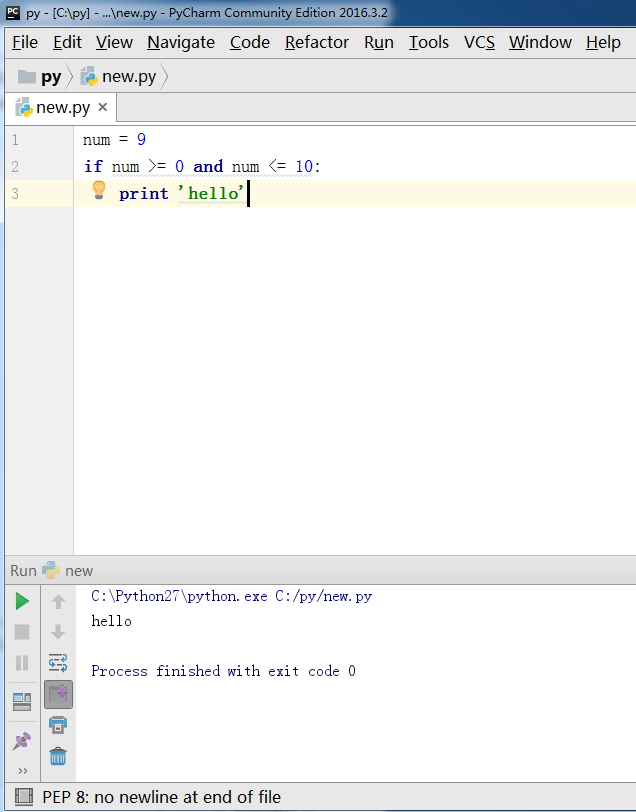 PC py - [C:\py] - ...\new.py - PyCharm Community Edition 2016.3.2
File Edit View Navigate Code Refactor Run Tools VCS Window Help
py new.py
new.py ×
1 num = 9
2 if num >= 0 and num <= 10:
3 print 'hello'
Run new
C:\Python27\python.exe C:/py/new.py
hello
Process finished with exit code 0
»
PEP 8: no newline at end of file